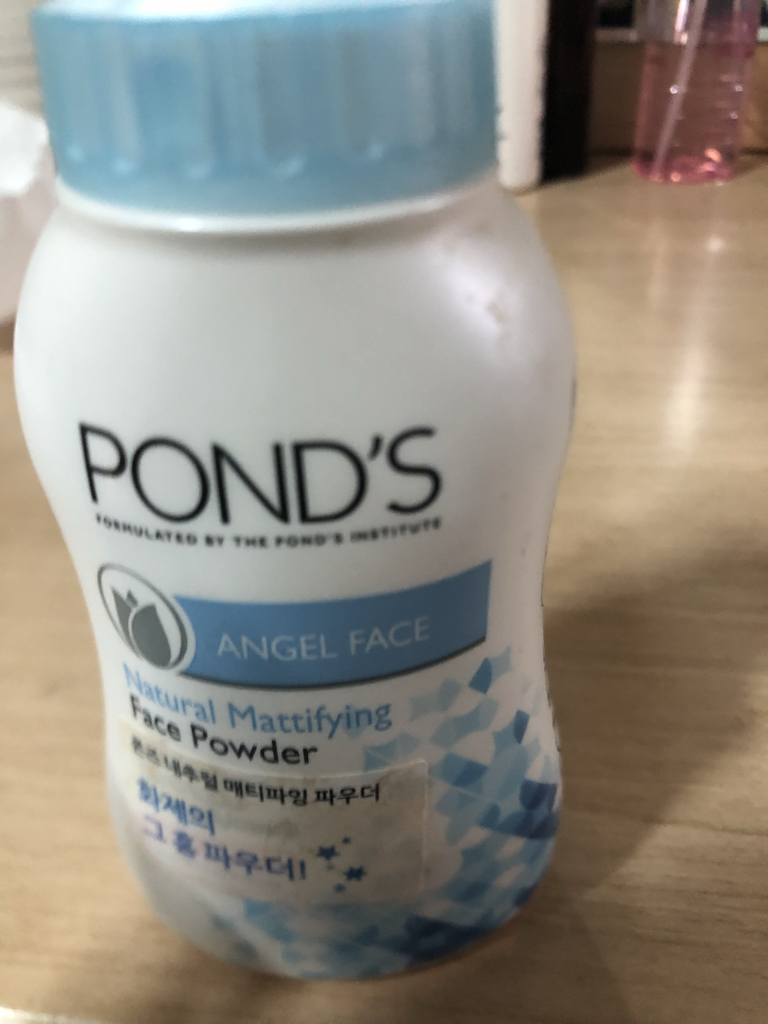 POND'S
FORMULATED BY THE POND'S INSTITUTE
ANGEL FACE
Natural Mattifying
Face Powder
폰즈 내추럴 매티파잉 파우더
화제의
그 홈 파우더!